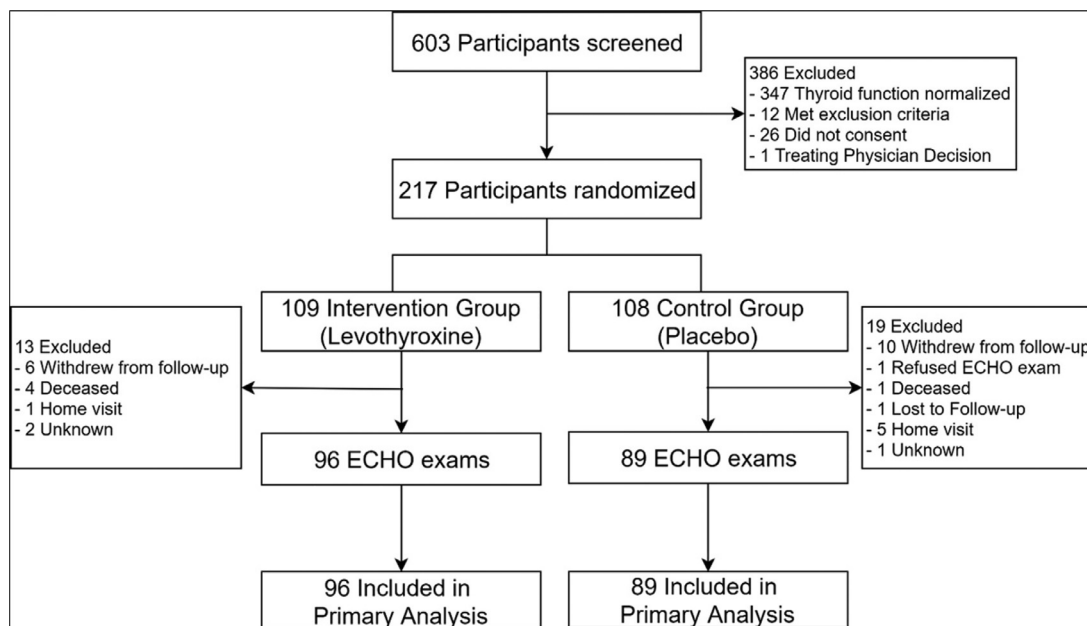 603 Participants screened
386 Excluded
- 347 Thyroid function normalized
- 12 Met exclusion criteria
- 26 Did not consent
- 1 Treating Physician Decision
217 Participants randomized
109 Intervention Group
(Levothyroxine)
108 Control Group
(Placebo)
13 Excluded
- 6 Withdrew from follow-up
- 4 Deceased
- 1 Home visit
- 2 Unknown
19 Excluded
- 10 Withdrew from follow-up
- 1 Refused ECHO exam
- 1 Deceased
- 1 Lost to Follow-up
- 5 Home visit
- 1 Unknown
96 ECHO exams
89 ECHO exams
96 Included in
Primary Analysis
89 Included in
Primary Analysis